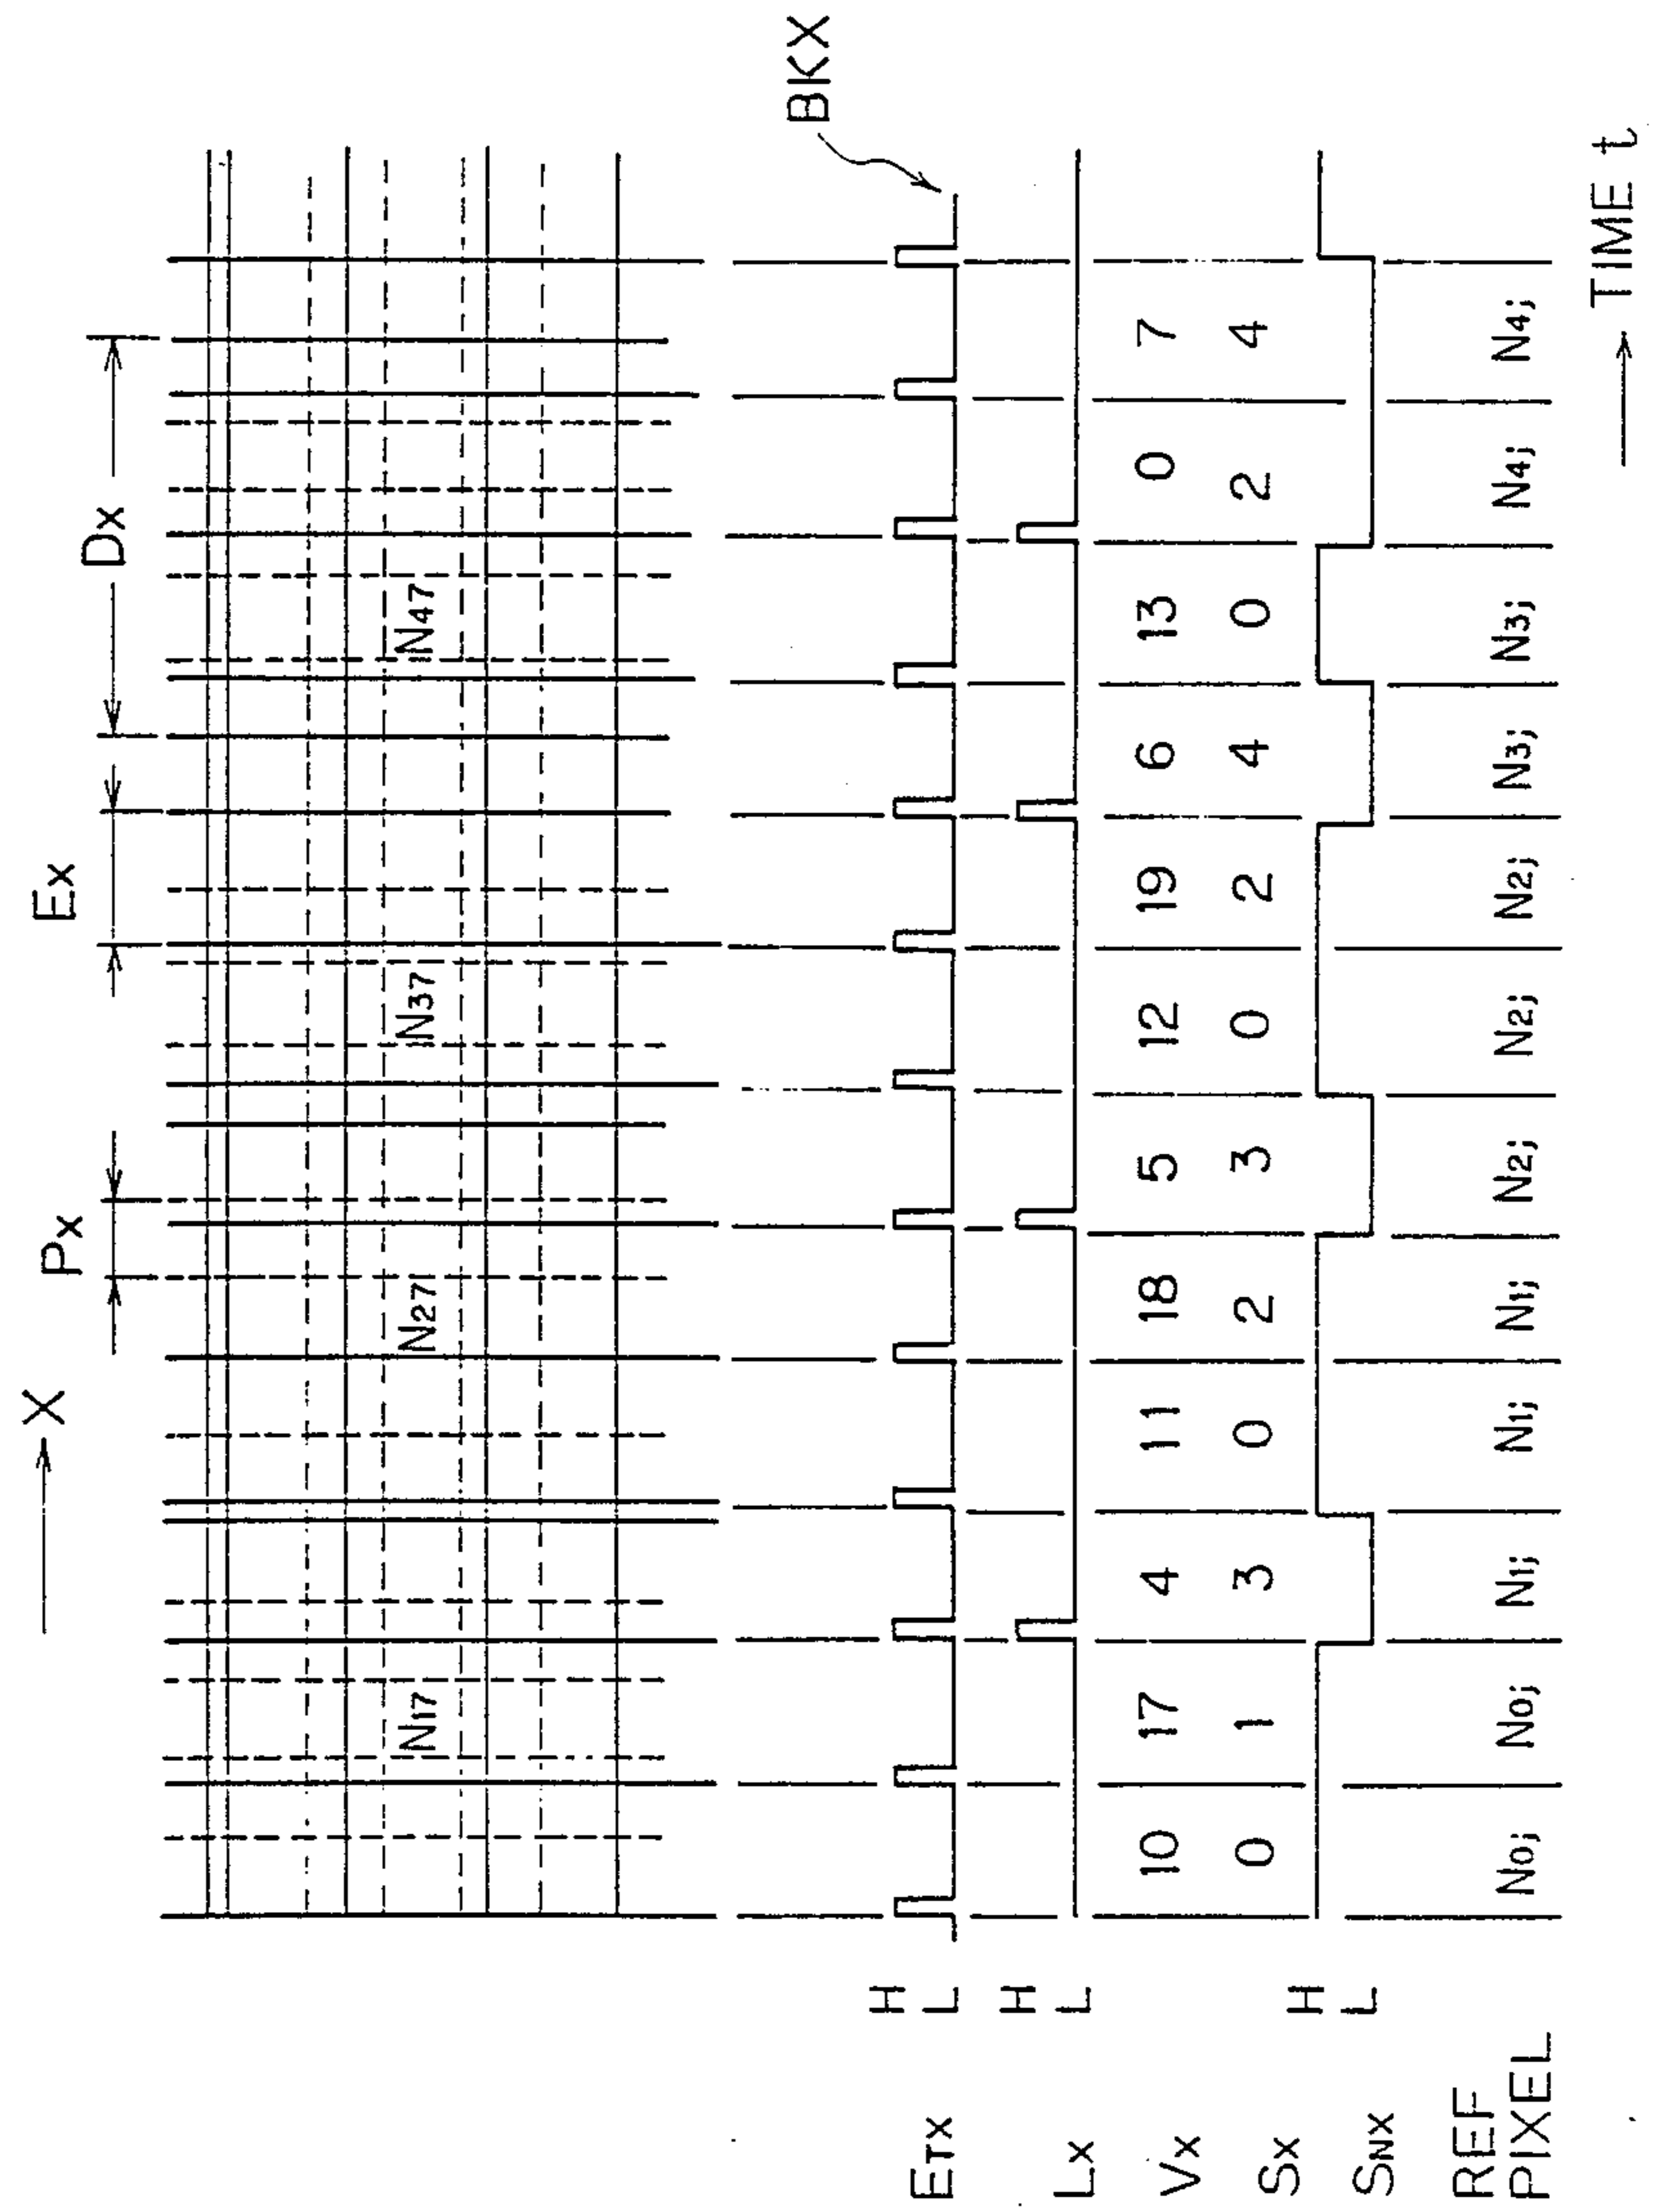 X
Px
Ex
Dx
N17 N27 N37 N47
BKX
ETX H L
LX H L
VX 10 17 4 11 18 5 12 19 6 13 0 7
SX 0 1 3 0 2 3 0 2 4 0 2 4
SNX H L
REF PIXEL N0j N0j N1j N1j N1j N2j N2j N2j N3j N3j N4j N4j
TIME t